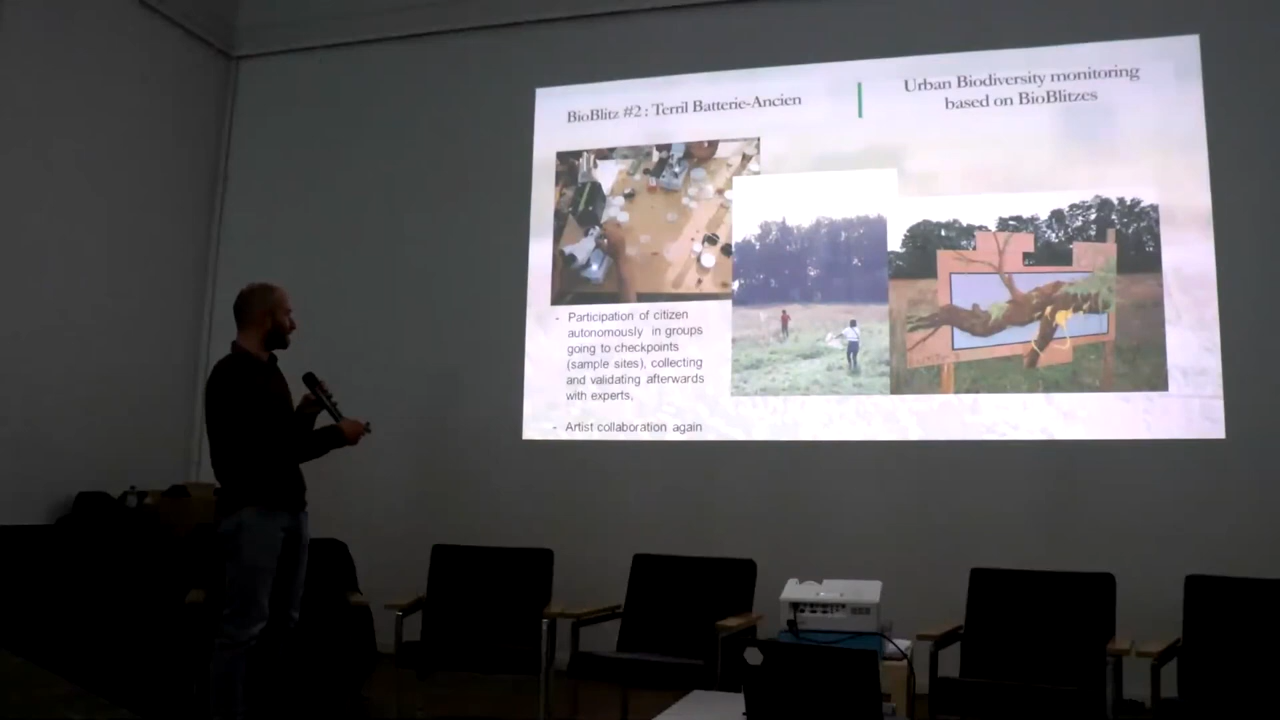 BioBlitz #2 : Terril Batterie-Ancien
Urban Biodiversity monitoring
based on BioBlitzes
- Participation of citizen
autonomously in groups
going to checkpoints
(sample sites), collecting
and validating afterwards
with experts,
- Artist collaboration again